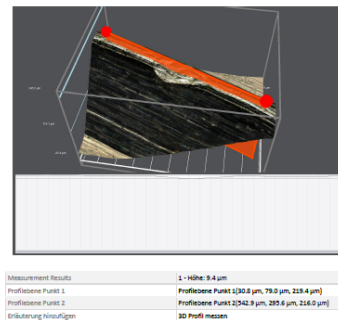 Measurement Results 1 - Höhe: 9.4 µm
Profilebene Punkt 1 Profilebene Punkt 1(30.8 µm, 79.0 µm, 219.4 µm)
Profilebene Punkt 2 Profilebene Punkt 2(542.9 µm, 295.6 µm, 216.0 µm)
Erläuterung hinzufügen 3D Profil messen